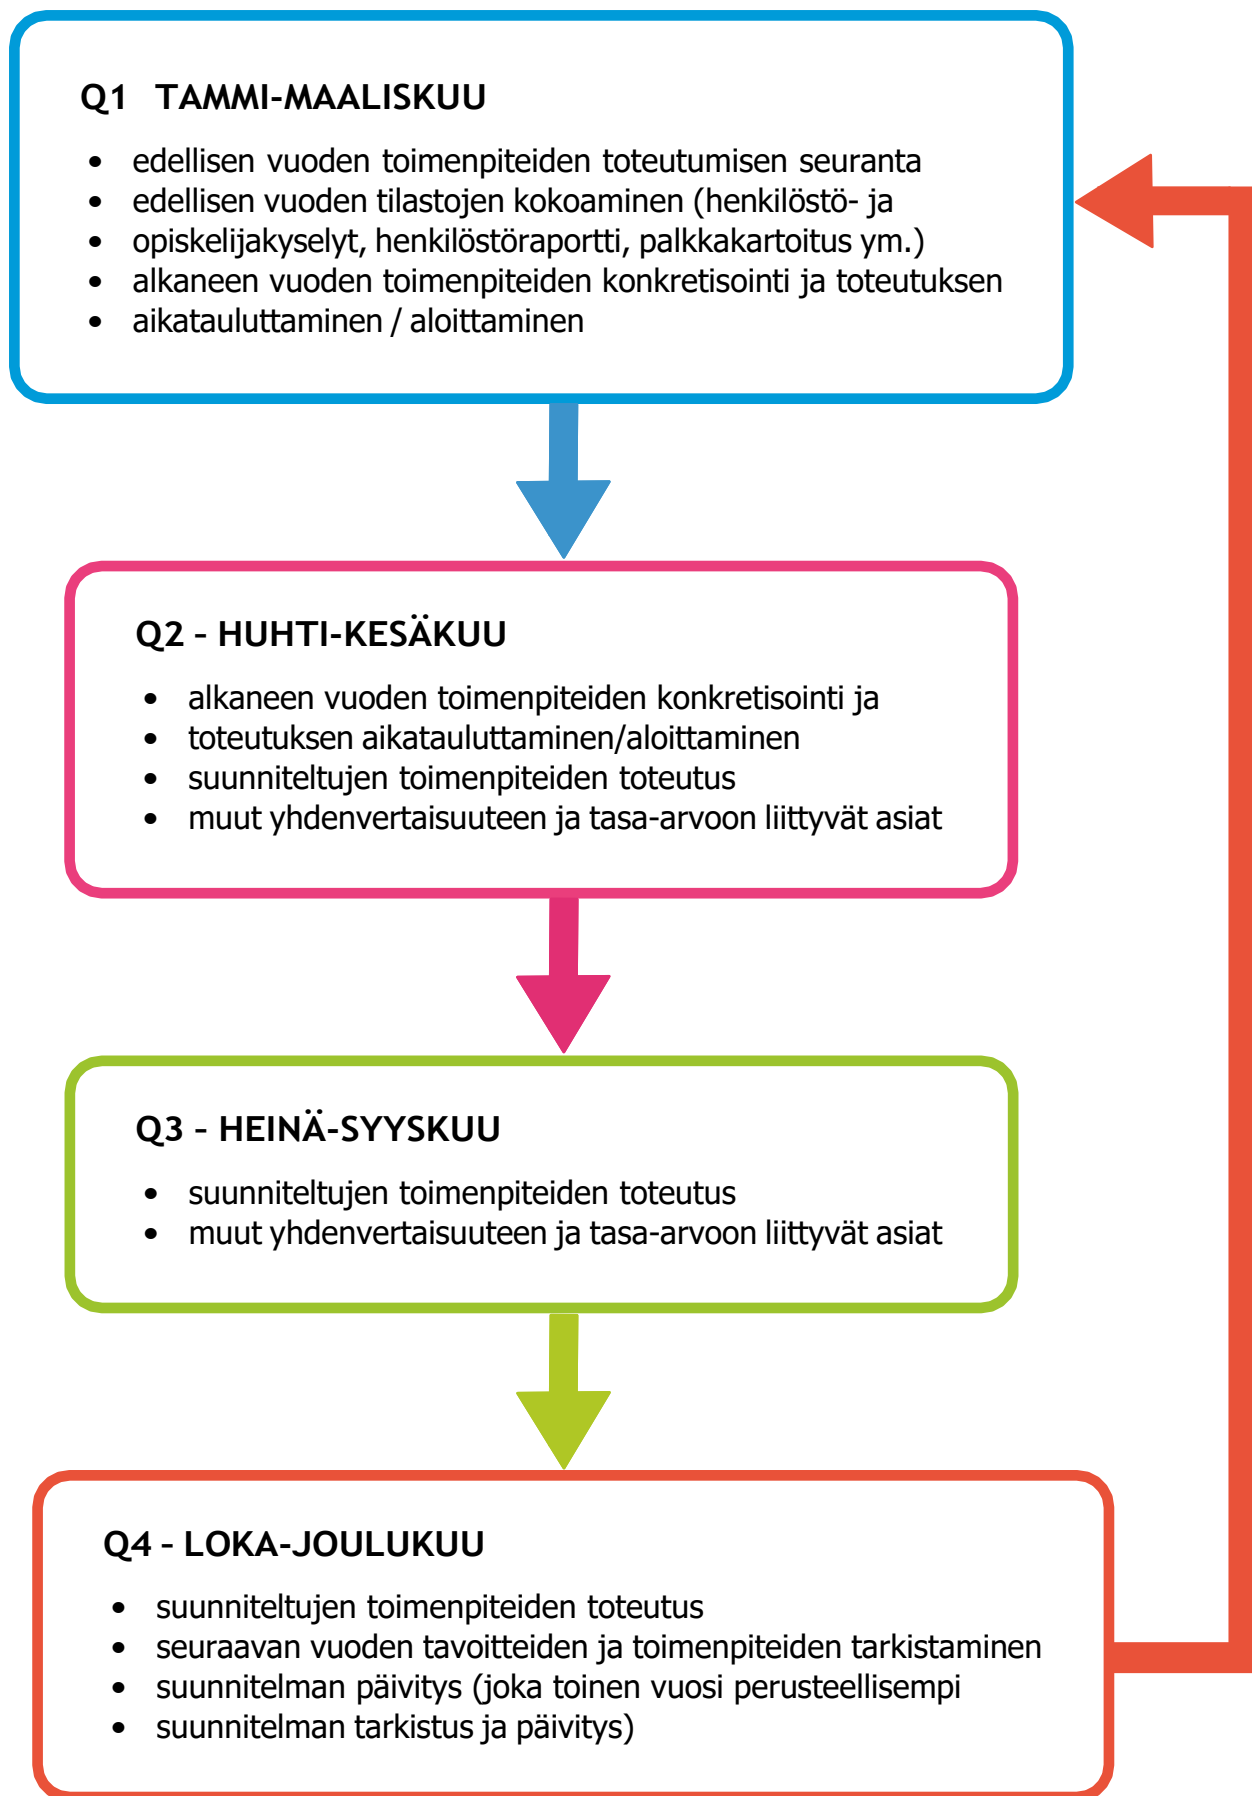 Q1 TAMMI-MAALISKUU
• edellisen vuoden toimenpiteiden toteutumisen seuranta
• edellisen vuoden tilastojen kokoaminen (henkilöstö- ja
• opiskelijakyselyt, henkilöstöraportti, palkkakartoitus ym.)
• alkaneen vuoden toimenpiteiden konkretisointi ja toteutuksen
• aikatauluttaminen / aloittaminen
Q2 – HUHTI-KESÄKUU
• alkaneen vuoden toimenpiteiden konkretisointi ja
• toteutuksen aikatauluttaminen/aloittaminen
• suunniteltujen toimenpiteiden toteutus
• muut yhdenvertaisuuteen ja tasa-arvoon liittyvät asiat
Q3 – HEINÄ-SYYSKUU
• suunniteltujen toimenpiteiden toteutus
• muut yhdenvertaisuuteen ja tasa-arvoon liittyvät asiat
Q4 – LOKA-JOULUKUU
• suunniteltujen toimenpiteiden toteutus
• seuraavan vuoden tavoitteiden ja toimenpiteiden tarkistaminen
• suunnitelman päivitys (joka toinen vuosi perusteellisempi
• suunnitelman tarkistus ja päivitys)